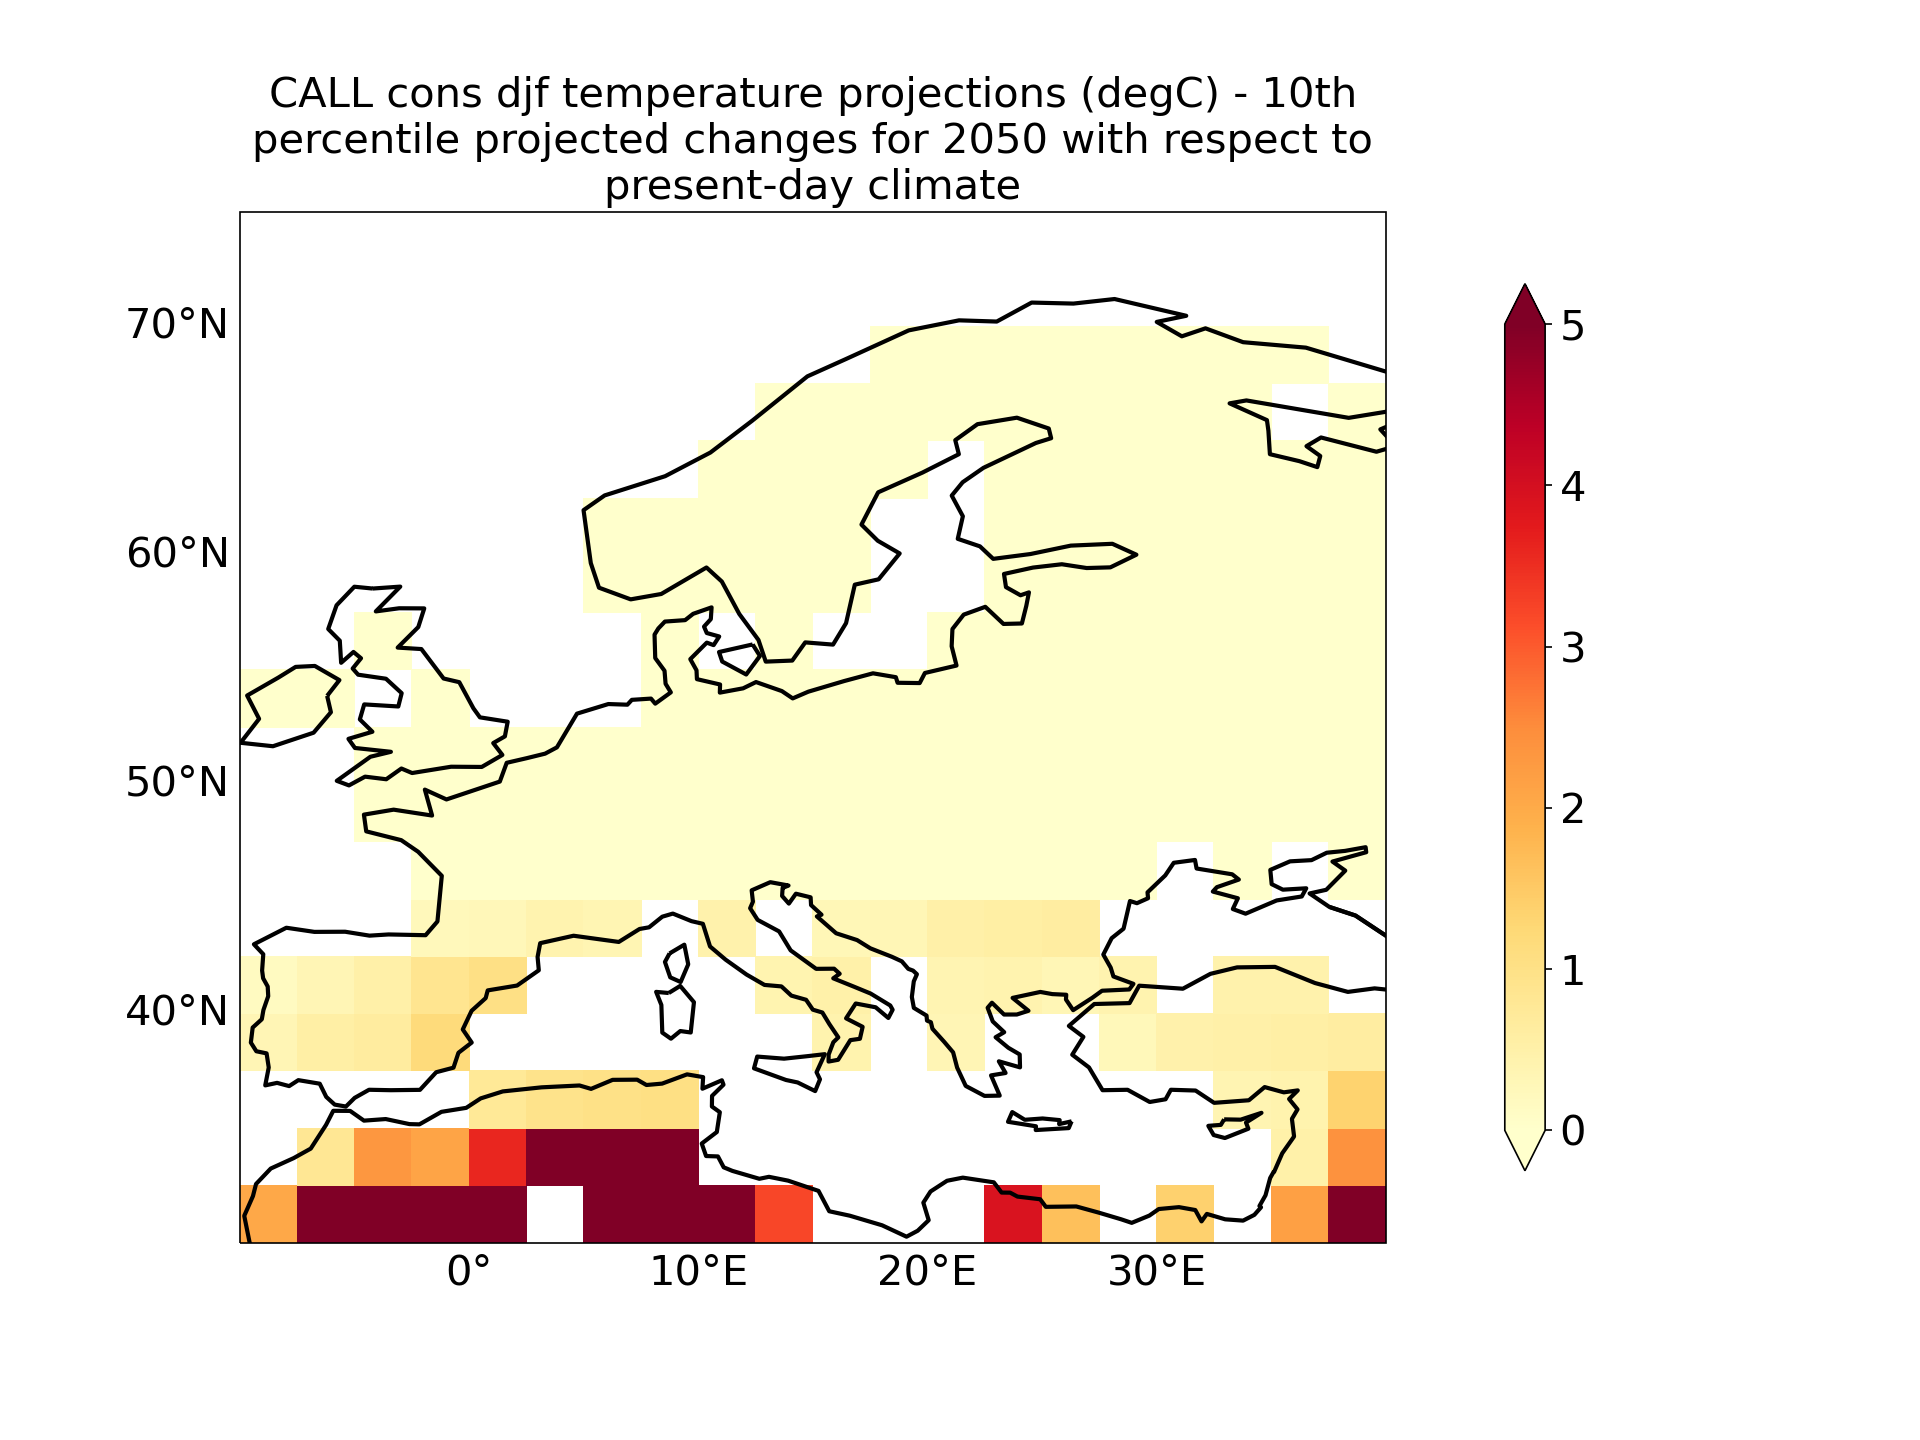 CALL cons djf temperature projections (degC) - 10th
percentile projected changes for 2050 with respect to
present-day climate
70°N
60°N
50°N
40°N
0°
10°E
20°E
30°E
5
4
3
2
1
0